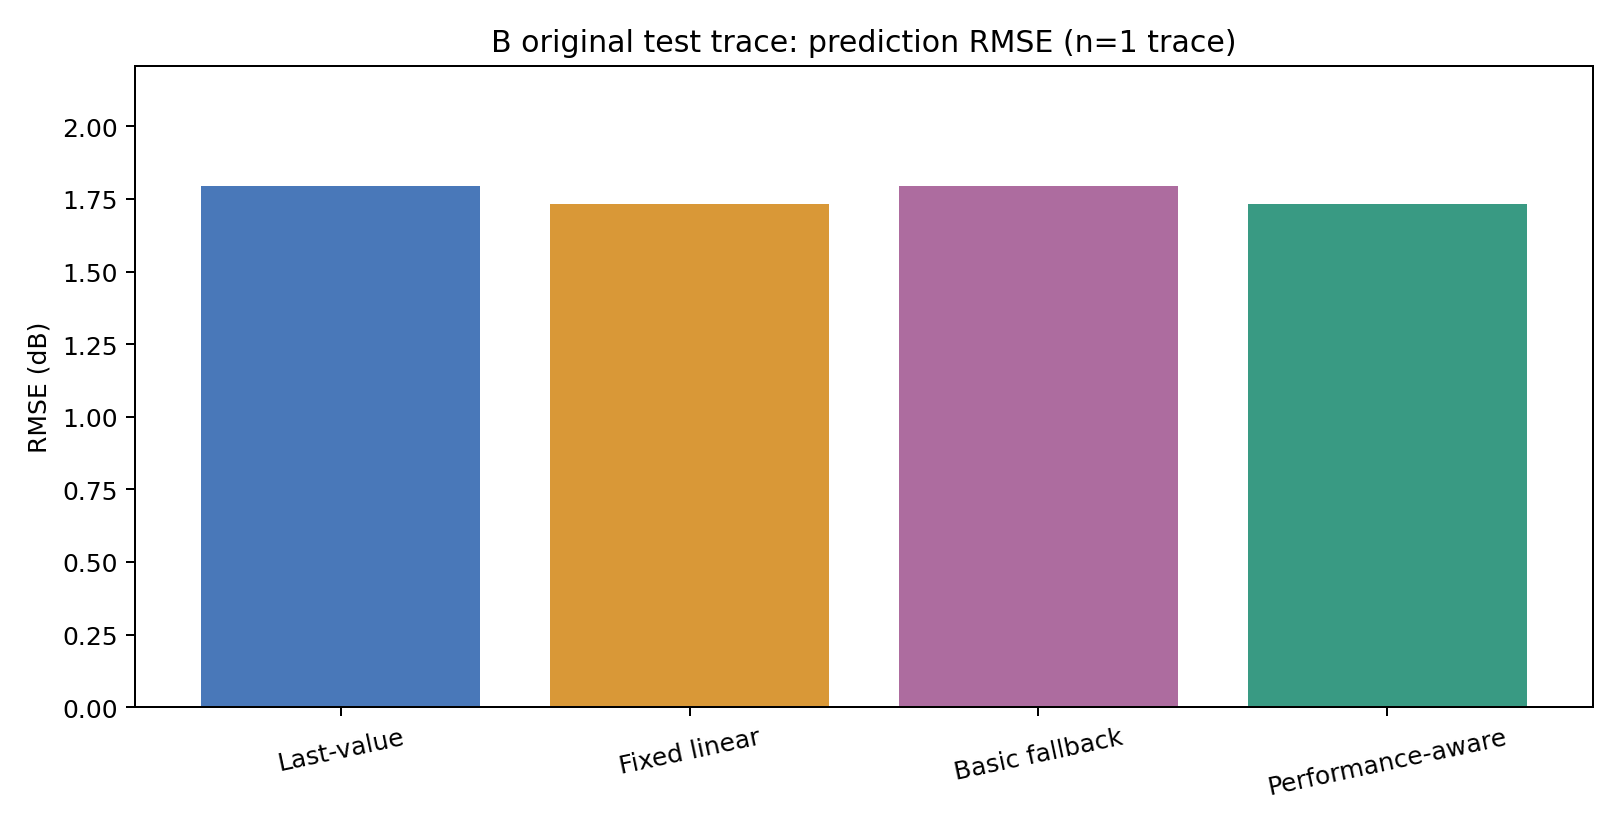 B original test trace: prediction RMSE (n=1 trace)
RMSE (dB)
2.00
1.75
1.50
1.25
1.00
0.75
0.50
0.25
0.00
Last-value
Fixed linear
Basic fallback
Performance-aware